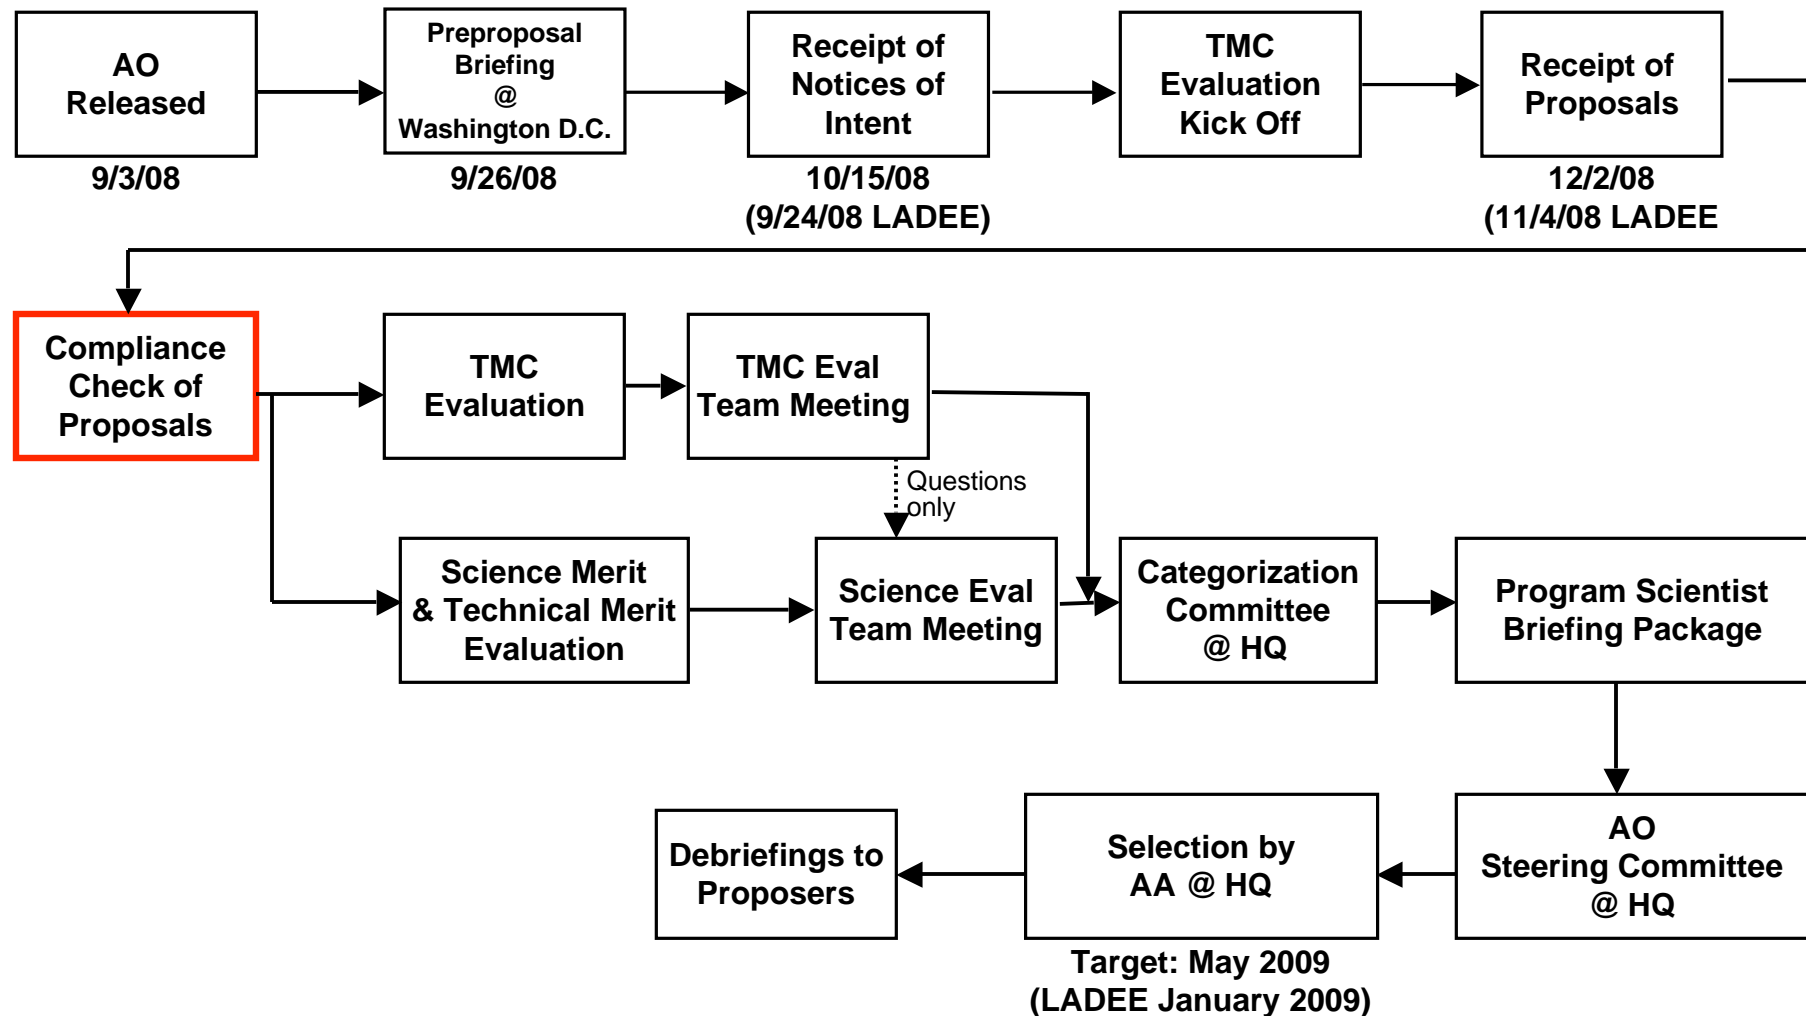 AO
Released
9/3/08
Preproposal
Briefing
@
Washington D.C.
9/26/08
Receipt of
Notices of
Intent
10/15/08
(9/24/08 LADEE)
TMC
Evaluation
Kick Off
Receipt of
Proposals
12/2/08
(11/4/08 LADEE
Compliance
Check of
Proposals
TMC
Evaluation
TMC Eval
Team Meeting
Questions
only
Science Merit
& Technical Merit
Evaluation
Science Eval
Team Meeting
Categorization
Committee
@ HQ
Program Scientist
Briefing Package
AO
Steering Committee
@ HQ
Selection by
AA @ HQ
Target: May 2009
(LADEE January 2009)
Debriefings to
Proposers